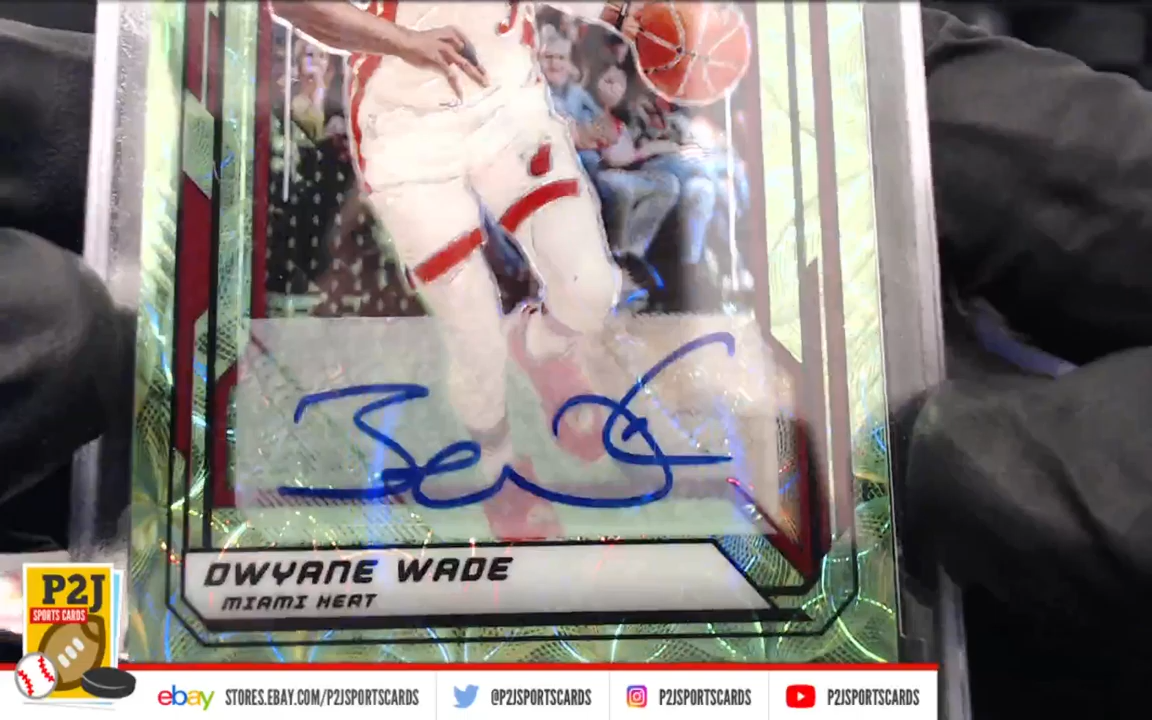 DWYANE WADE
MIAMI HEAT
P2J
SPORTS CARDS
ebay STORES.EBAY.COM/P2JSPORTSCARDS @P2JSPORTSCARDS P2JSPORTSCARDS P2JSPORTSCARDS